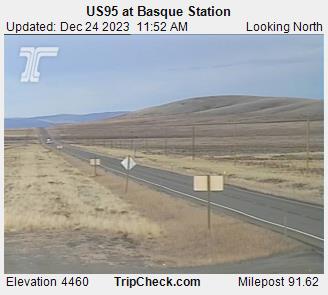 US95 at Basque Station
Updated: Dec 24 2023 11:52 AM Looking North
Elevation 4460 TripCheck.com Milepost 91.62